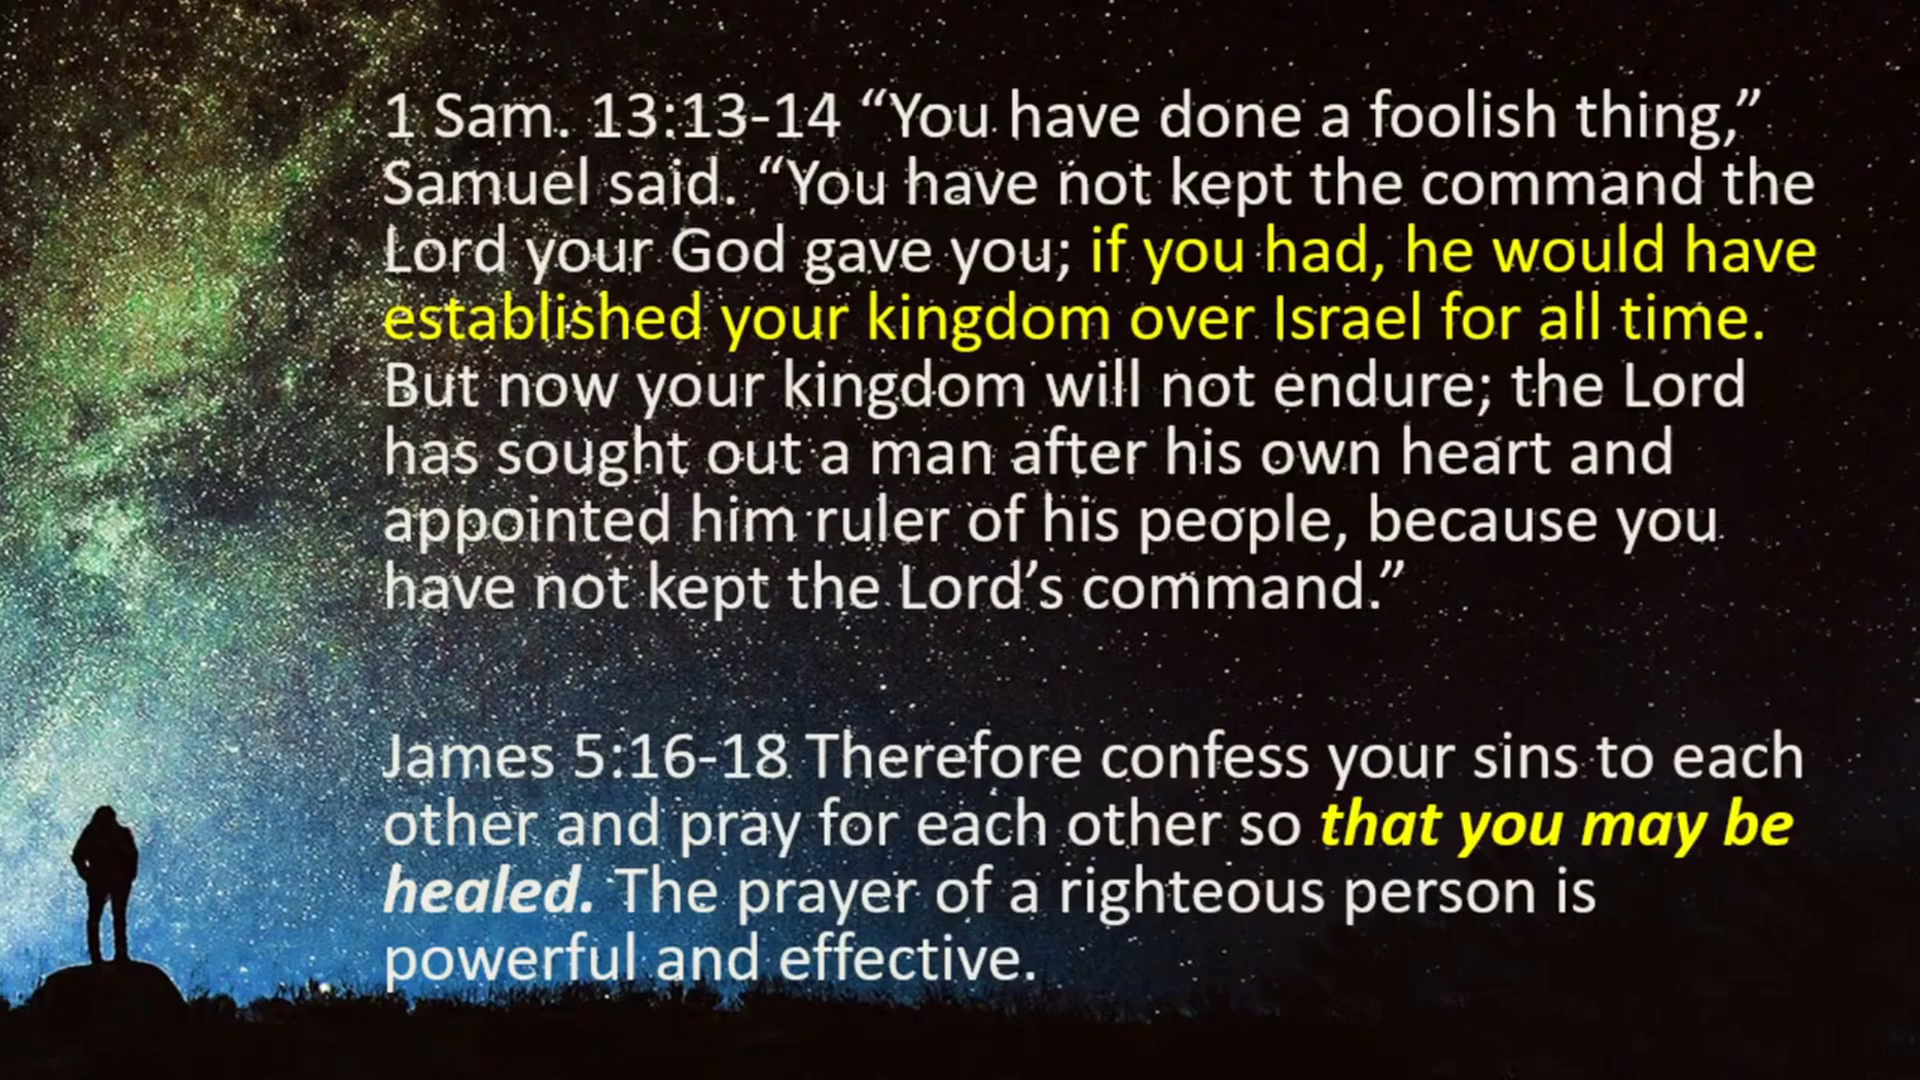 1 Sam. 13:13-14 “You have done a foolish thing,”
Samuel said. “You have not kept the command the
Lord your God gave you; if you had, he would have
established your kingdom over Israel for all time.
But now your kingdom will not endure; the Lord
has sought out a man after his own heart and
appointed him ruler of his people, because you
have not kept the Lord’s command.”
James 5:16-18 Therefore confess your sins to each
other and pray for each other so that you may be
healed. The prayer of a righteous person is
powerful and effective.